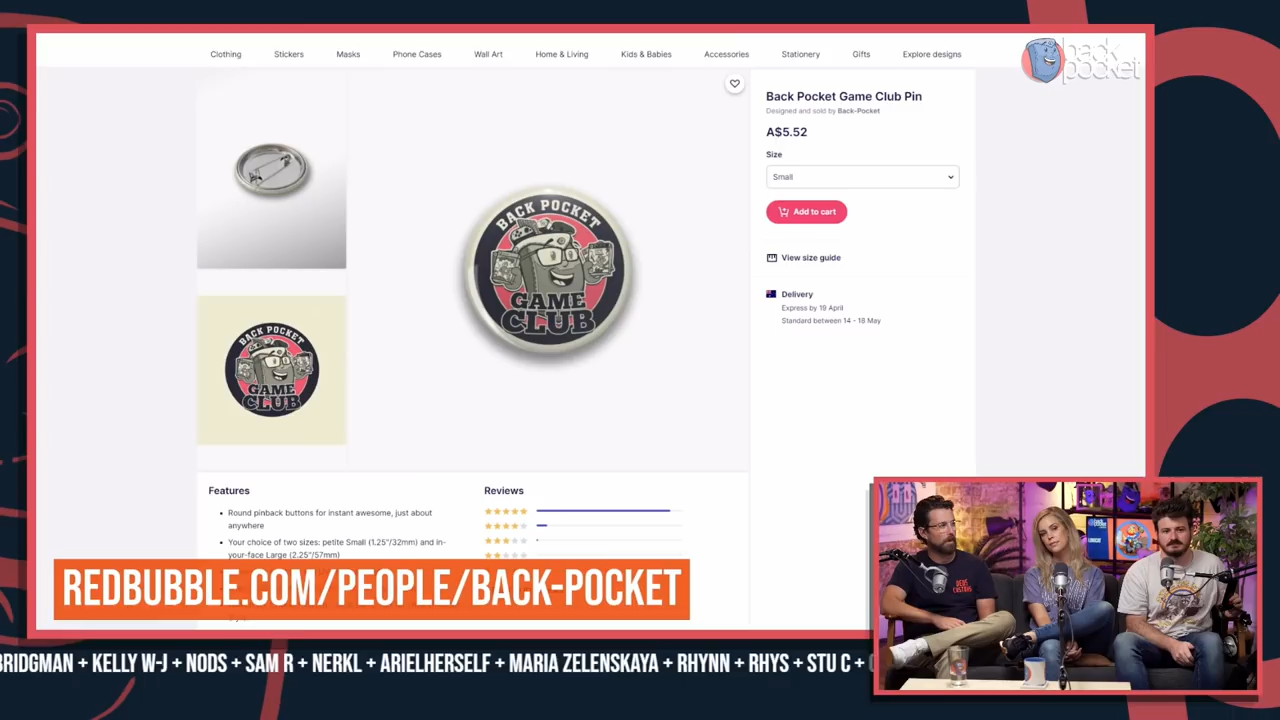 Clothing
Stickers
Masks
Phone Cases
Wall Art
Home & Living
Kids & Babies
Accessories
Stationery
Gifts
Explore designs
back
pocket
Back Pocket Game Club Pin
Designed and sold by Back-Pocket
A$5.52
Size
Small
Add to cart
View size guide
Delivery
Express by 19 April
Standard between 14 - 18 May
BACK POCKET
GAME
CLUB
BACK POCKET
GAME
CLUB
Features
Round pinback buttons for instant awesome, just about
anywhere
Your choice of two sizes: petite Small (1.25"/32mm) and in-
your-face Large (2.25"/57mm)
Reviews
REDBUBBLE.COM/PEOPLE/BACK-POCKET
BRIDGMAN + KELLY W-J + NODS + SAM R + NERKL + ARIELHERSELF + MARIA ZELENSKAYA + RHYNN + RHYS + STU C +